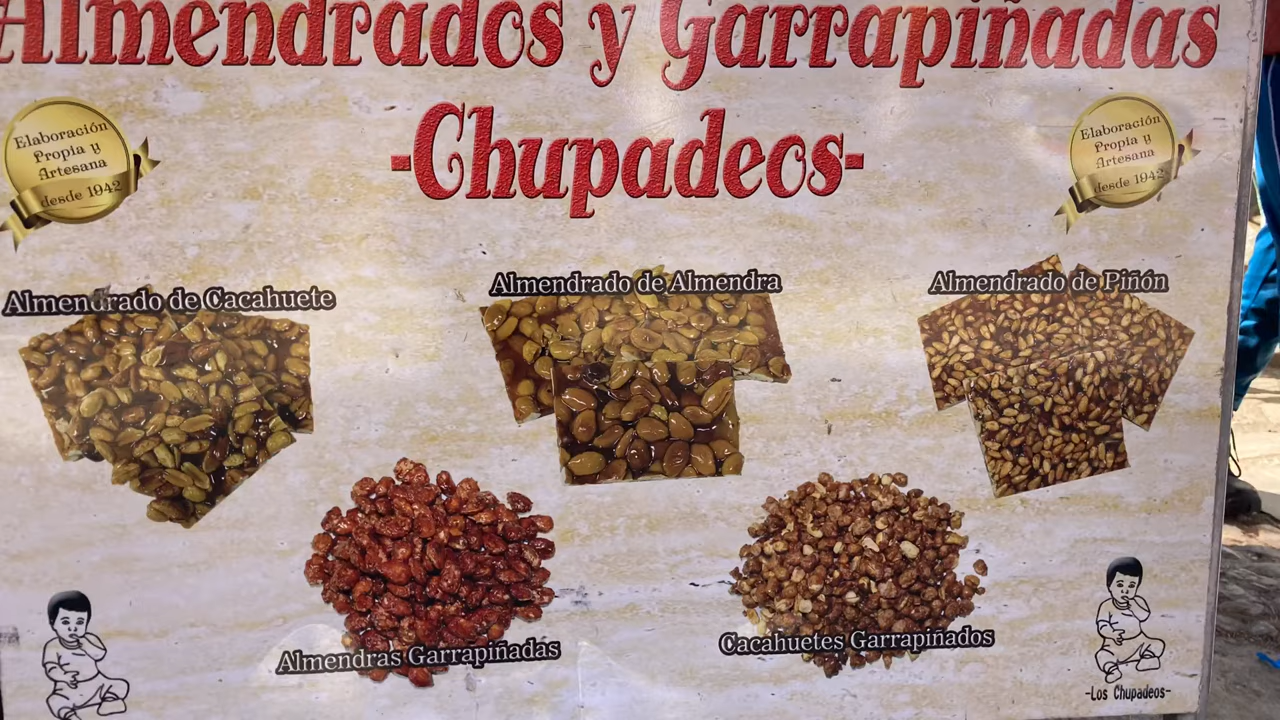 Almendrados y Garrapiñadas
-Chupadeos-
Elaboración
Propia y
Artesana
desde 1942
Elaboración
Propia y
Artesana
desde 1942
Almendrado de Cacahuete
Almendrado de Almendra
Almendrado de Piñón
Almendras Garrapiñadas
Cacahuetes Garrapiñados
-Los Chupadeos-